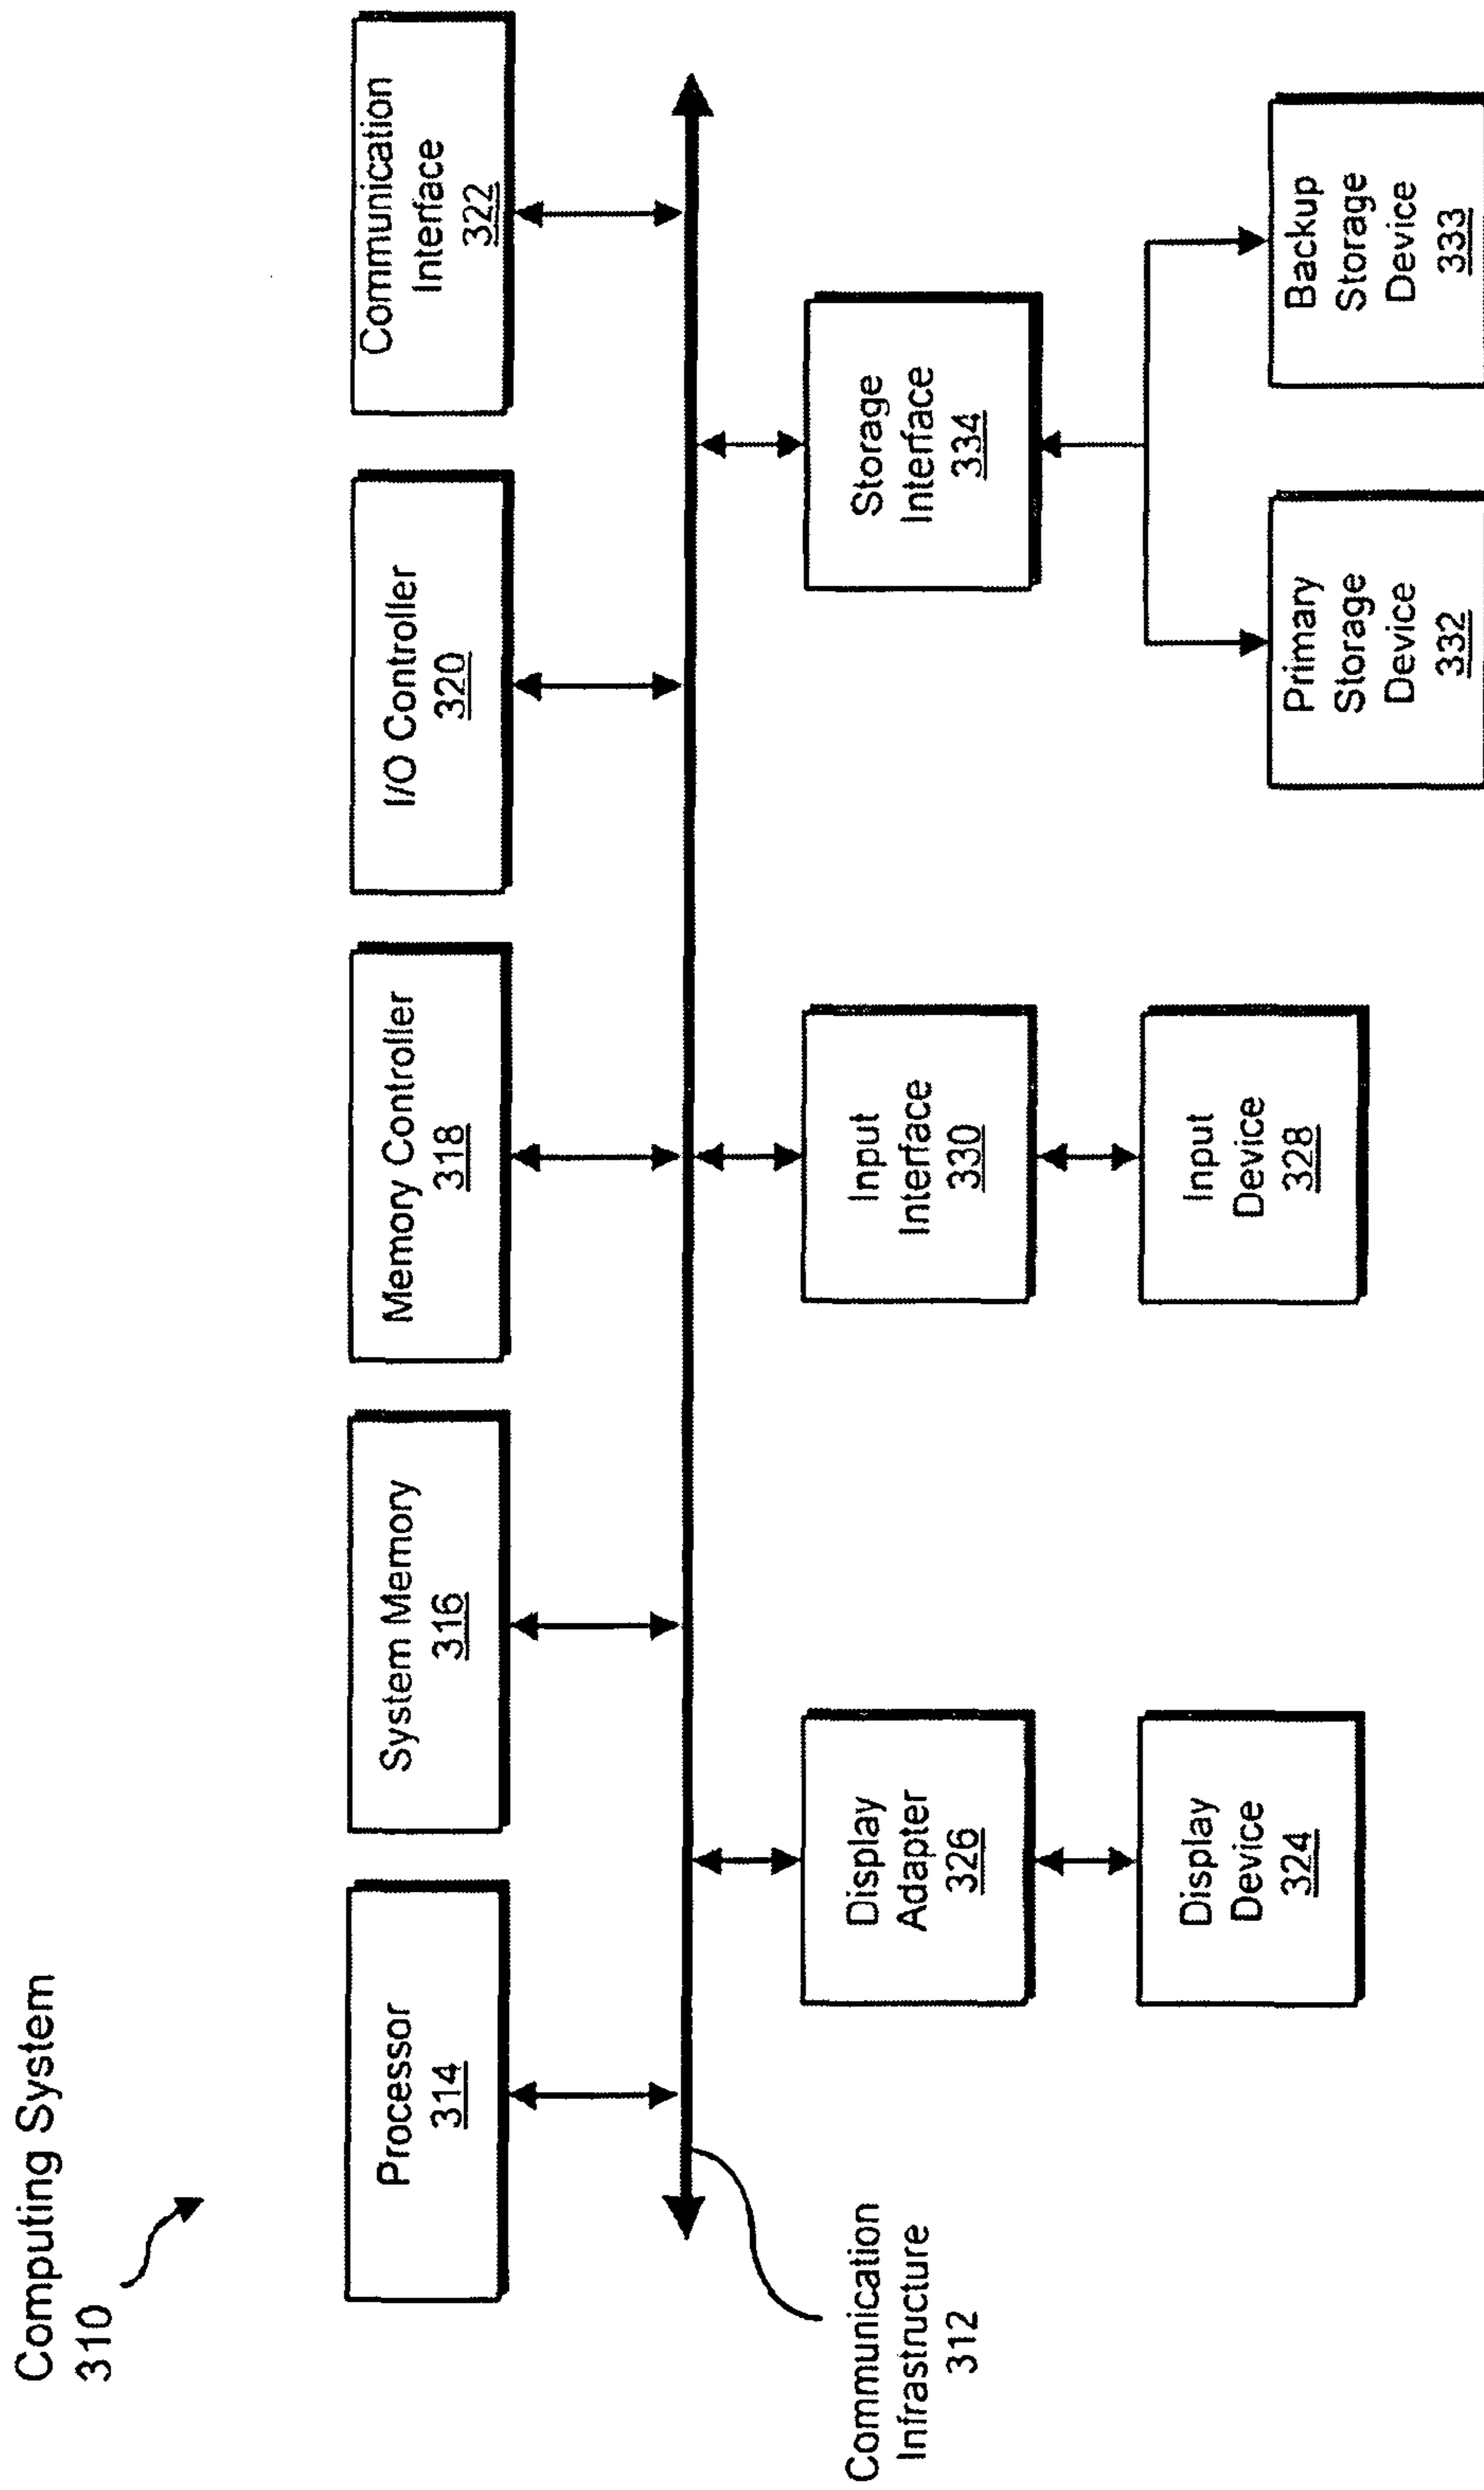 Computing System
310
Processor
314
System Memory
316
Memory Controller
318
I/O Controller
320
Communication
Interface
322
Communication
Infrastructure
312
Display
Adapter
326
Input
Interface
330
Storage
Interface
334
Display
Device
324
Input
Device
328
Primary
Storage
Device
332
Backup
Storage
Device
333